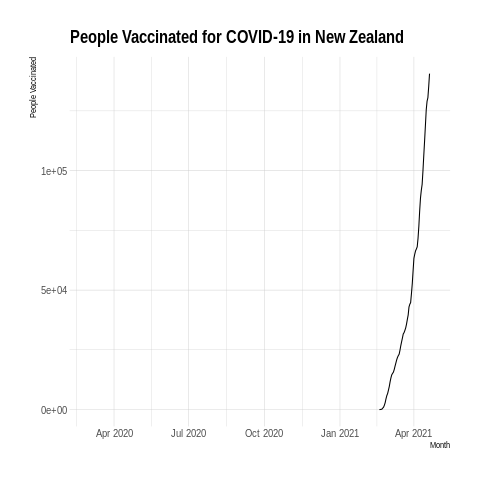 People Vaccinated for COVID-19 in New Zealand
People Vaccinated
1e+05
5e+04
0e+00
Apr 2020 Jul 2020 Oct 2020 Jan 2021 Apr 2021
Month